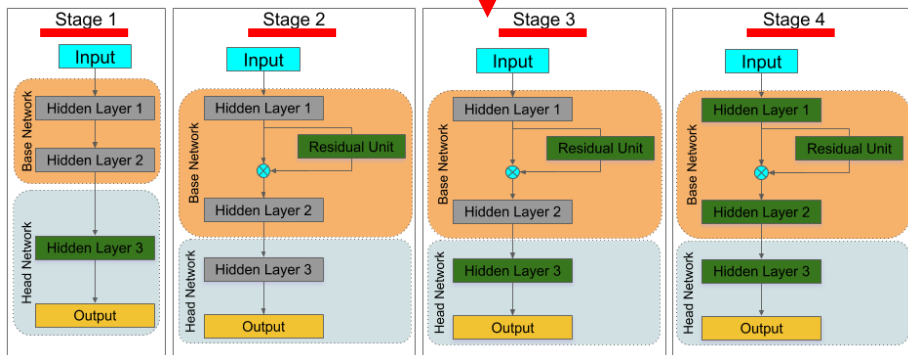 Stage 1
Input
Base Network
Hidden Layer 1
Hidden Layer 2
Head Network
Hidden Layer 3
Output
Stage 2
Input
Base Network
Hidden Layer 1
Residual Unit
Hidden Layer 2
Head Network
Hidden Layer 3
Output
Stage 3
Input
Base Network
Hidden Layer 1
Residual Unit
Hidden Layer 2
Head Network
Hidden Layer 3
Output
Stage 4
Input
Base Network
Hidden Layer 1
Residual Unit
Hidden Layer 2
Head Network
Hidden Layer 3
Output